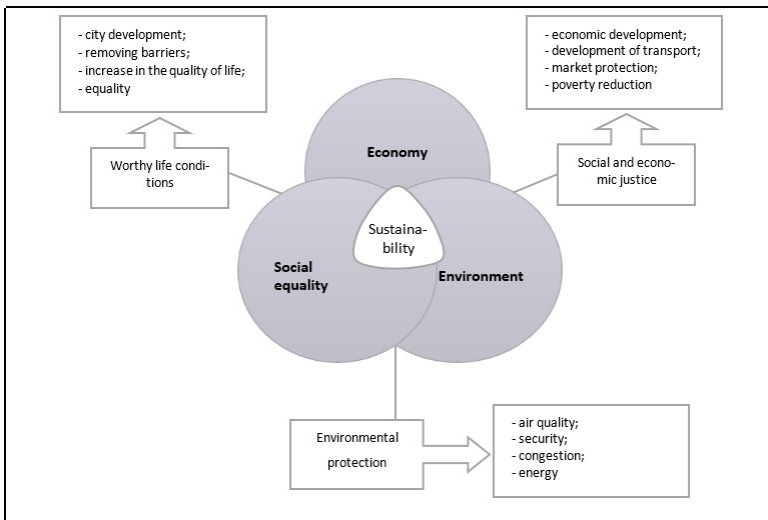 - city development;
- removing barriers;
- increase in the quality of life;
- equality
- economic development;
- development of transport;
- market protection;
- poverty reduction
Worthy life condi-
tions
Economy
Social and econo-
mic justice
Sustaina-
bility
Social
equality
Environment
Environmental
protection
- air quality;
- security;
- congestion;
- energy